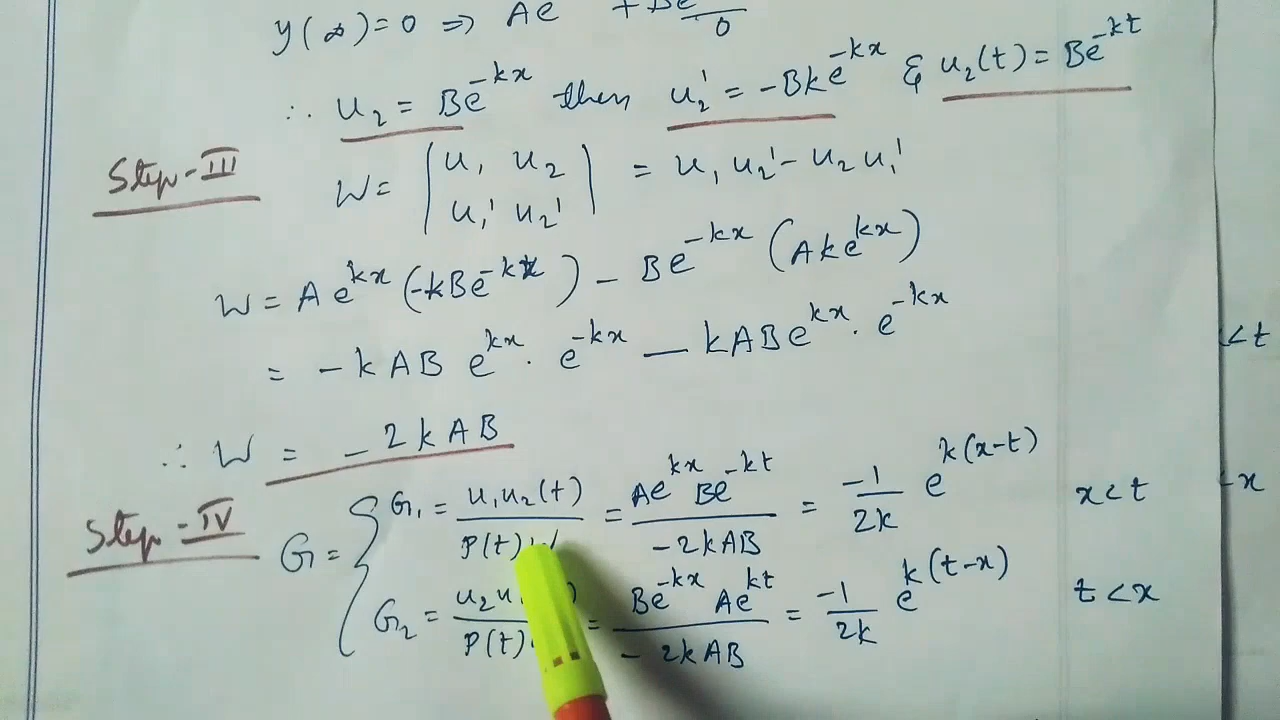 y(∞)=0 ⇒ Ae + Be 0
∴ u₂ = Be^{-kx} then u₂' = -Bke^{-kx} & u₂(t) = Be^{-kt}
Step-III W = | u₁ u₂ | = u₁u₂' - u₂u₁'
| u₁' u₂' |
W = Ae^{kx}(-kBe^{-kx}) - Be^{-kx}(Ake^{kx})
= -kAB e^{kx} · e^{-kx} — kABe^{kx} · e^{-kx}
<t
∴ W = -2kAB
Step-IV G = { G₁ = u₁u₂(t) / P(t) = Ae^{kx}Be^{-kt} / -2kAB = -1/2k e^{k(x-t)} x<t
<x
G₂ = u₂u / P(t) = Be^{-kx} Ae^{kt} / -2kAB = -1/2k e^{k(t-x)} t<x